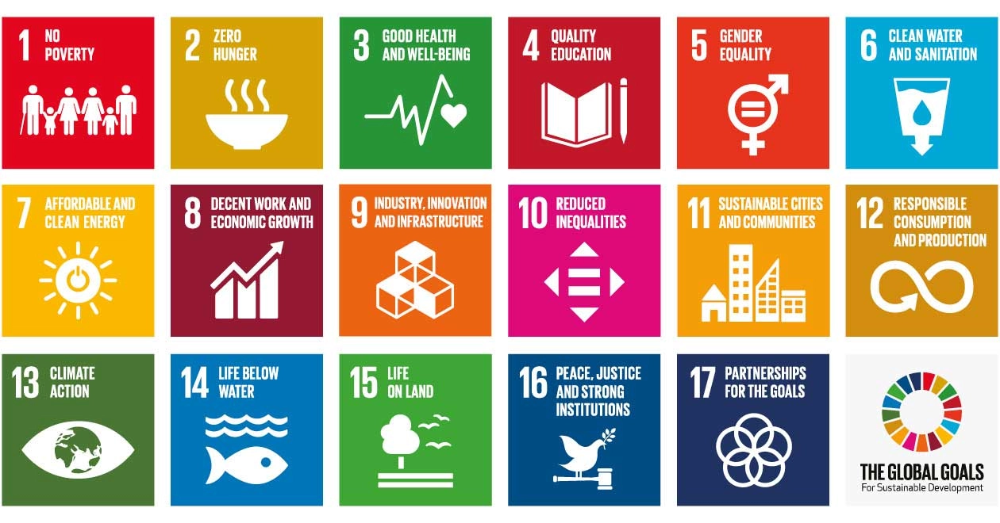 1 NO
POVERTY
2 ZERO
HUNGER
3 GOOD HEALTH
AND WELL-BEING
4 QUALITY
EDUCATION
5 GENDER
EQUALITY
6 CLEAN WATER
AND SANITATION
7 AFFORDABLE AND
CLEAN ENERGY
8 DECENT WORK AND
ECONOMIC GROWTH
9 INDUSTRY, INNOVATION
AND INFRASTRUCTURE
10 REDUCED
INEQUALITIES
11 SUSTAINABLE CITIES
AND COMMUNITIES
12 RESPONSIBLE
CONSUMPTION
AND PRODUCTION
13 CLIMATE
ACTION
14 LIFE BELOW
WATER
15 LIFE
ON LAND
16 PEACE, JUSTICE
AND STRONG
INSTITUTIONS
17 PARTNERSHIPS
FOR THE GOALS
THE GLOBAL GOALS
For Sustainable Development